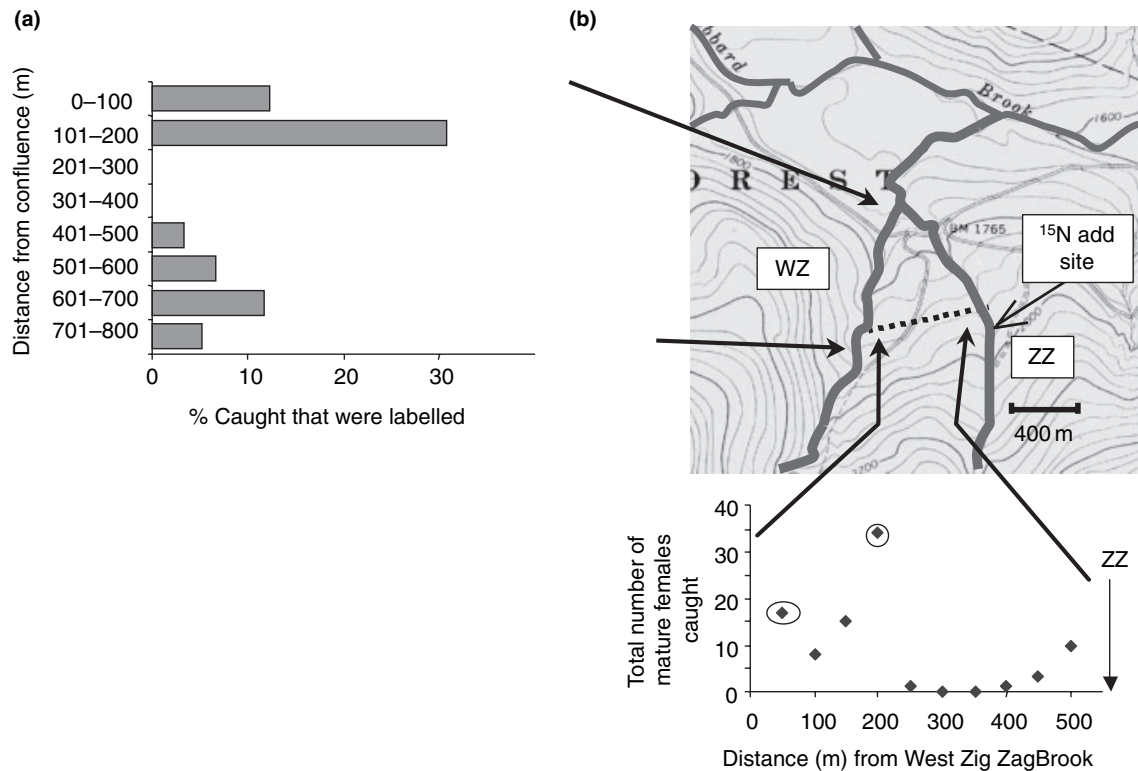 (a)
Distance from confluence (m)
0–100
101–200
201–300
301–400
401–500
501–600
601–700
701–800
0
10
20
30
% Caught that were labelled
(b)
bbard
Brook
1600
1800
O R E S T
BM 1765
WZ
15N add
site
ZZ
400 m
Total number of
mature females
caught
40
30
20
10
0
ZZ
0
100
200
300
400
500
Distance (m) from West Zig ZagBrook